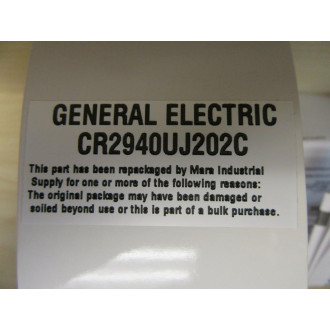 GENERAL ELECTRIC
CR2940UJ202C
This part has been repackaged by Mara Industrial
Supply for one or more of the following reasons:
The original package may have been damaged or
soiled beyond use or this is part of a bulk purchase.